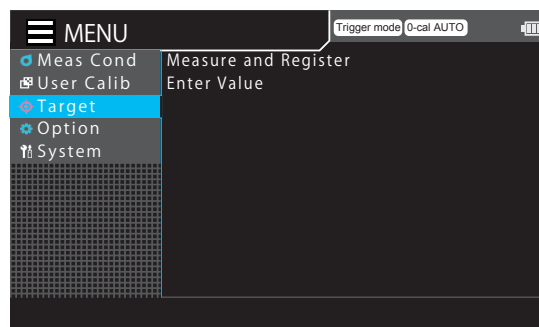 MENU
Trigger mode 0-cal AUTO
Meas Cond
Measure and Register
User Calib
Enter Value
Target
Option
System